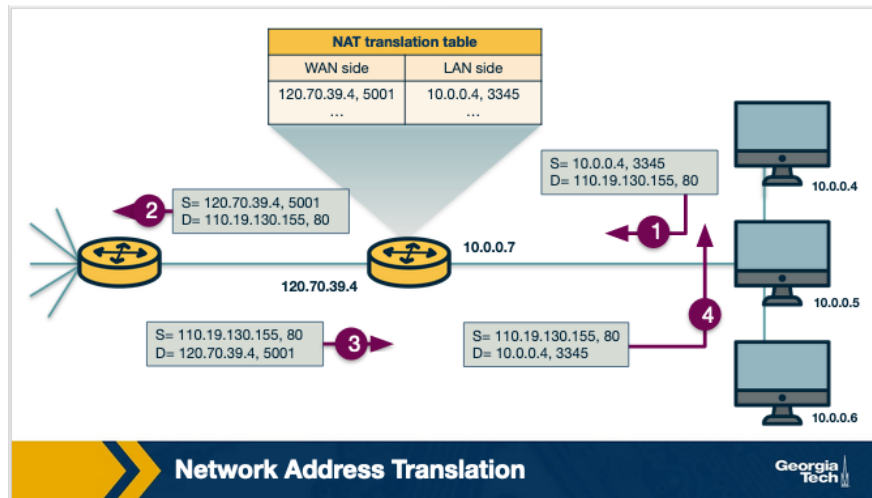 NAT translation table
WAN side
LAN side
120.70.39.4, 5001
10.0.0.4, 3345
...
...
S= 10.0.0.4, 3345
D= 110.19.130.155, 80
10.0.0.4
S= 120.70.39.4, 5001
D= 110.19.130.155, 80
2
1
10.0.0.7
120.70.39.4
10.0.0.5
4
S= 110.19.130.155, 80
D= 120.70.39.4, 5001
3
S= 110.19.130.155, 80
D= 10.0.0.4, 3345
10.0.0.6
Network Address Translation
Georgia
Tech